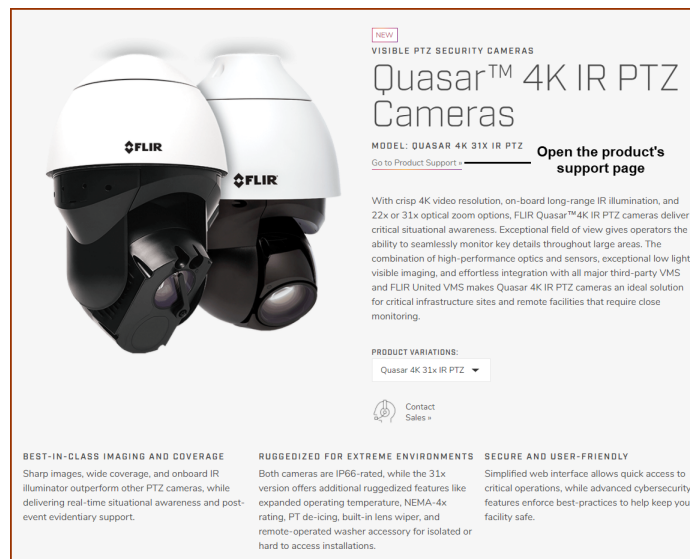 FLIR
FLIR
NEW
VISIBLE PTZ SECURITY CAMERAS
Quasar™ 4K IR PTZ
Cameras
MODEL: QUASAR 4K 31X IR PTZ
Go to Product Support »
Open the product's
support page
With crisp 4K video resolution, on-board long-range IR illumination, and
22x or 31x optical zoom options, FLIR Quasar™4K IR PTZ cameras deliver
critical situational awareness. Exceptional field of view gives operators the
ability to seamlessly monitor key details throughout large areas. The
combination of high-performance optics and sensors, exceptional low light
visible imaging, and effortless integration with all major third-party VMS
and FLIR United VMS makes Quasar 4K IR PTZ cameras an ideal solution
for critical infrastructure sites and remote facilities that require close
monitoring.
PRODUCT VARIATIONS:
Quasar 4K 31x IR PTZ
Contact
Sales »
BEST-IN-CLASS IMAGING AND COVERAGE
Sharp images, wide coverage, and onboard IR
illuminator outperform other PTZ cameras, while
delivering real-time situational awareness and post-
event evidentiary support.
RUGGEDIZED FOR EXTREME ENVIRONMENTS
Both cameras are IP66-rated, while the 31x
version offers additional ruggedized features like
expanded operating temperature, NEMA-4x
rating, PT de-icing, built-in lens wiper, and
remote-operated washer accessory for isolated or
hard to access installations.
SECURE AND USER-FRIENDLY
Simplified web interface allows quick access to
critical operations, while advanced cybersecurity
features enforce best-practices to help keep you
facility safe.